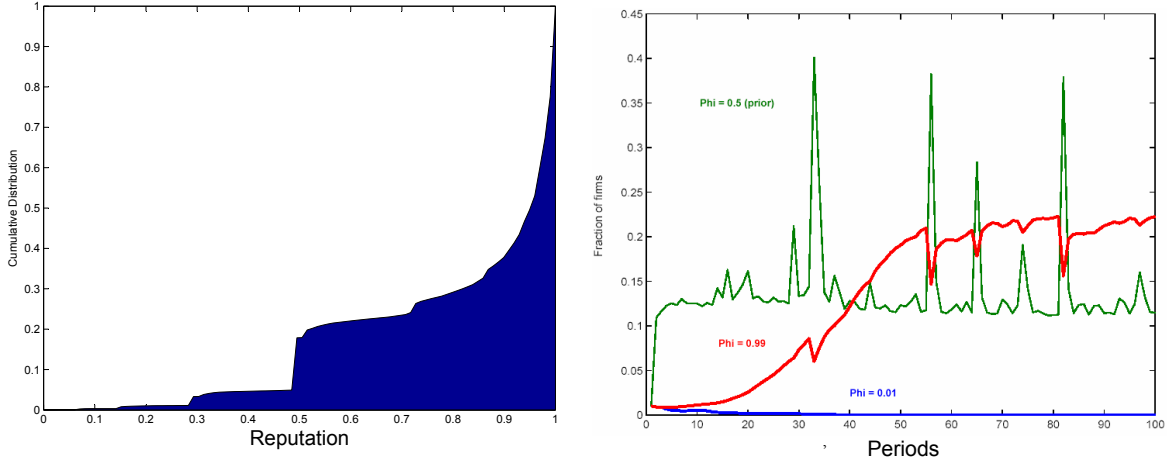 1
0.9
0.8
0.7
0.6
0.5
0.4
0.3
0.2
0.1
0
Cumulative Distribution
0 0.1 0.2 0.3 0.4 0.5 0.6 0.7 0.8 0.9 1
Reputation
0.45
0.4
0.35
0.3
0.25
0.2
0.15
0.1
0.05
0
Fraction of firms
Phi = 0.5 (prior)
Phi = 0.99
Phi = 0.01
0 10 20 30 40 50 60 70 80 90 100
, Periods